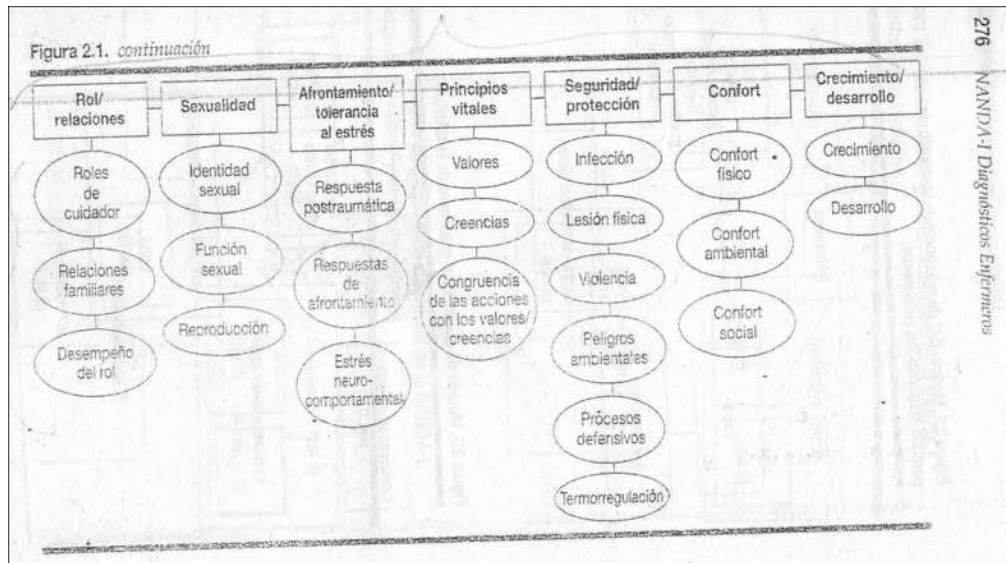 Figura 2.1. continuación
Rol/
relaciones
Roles
de
cuidador
Relaciones
familiares
Desempeño
del rol
Sexualidad
Identidad
sexual
Función
sexual
Reproducción
Afrontamiento/
tolerancia
al estrés
Respuesta
postraumática
Respuestas
de
afrontamiento
Estrés
neuro-
comportamental
Principios
vitales
Valores
Creencias
Congruencia
de las acciones
con los valores/
creencias
Seguridad/
protección
Infección
Lesión física
Violencia
Peligros
ambientales
Procesos
defensivos
Termorregulación
Confort
Confort
físico
Confort
ambiental
Confort
social
Crecimiento/
desarrollo
Crecimiento
Desarrollo
276 NANDA-I Diagnósticos Enfermeros